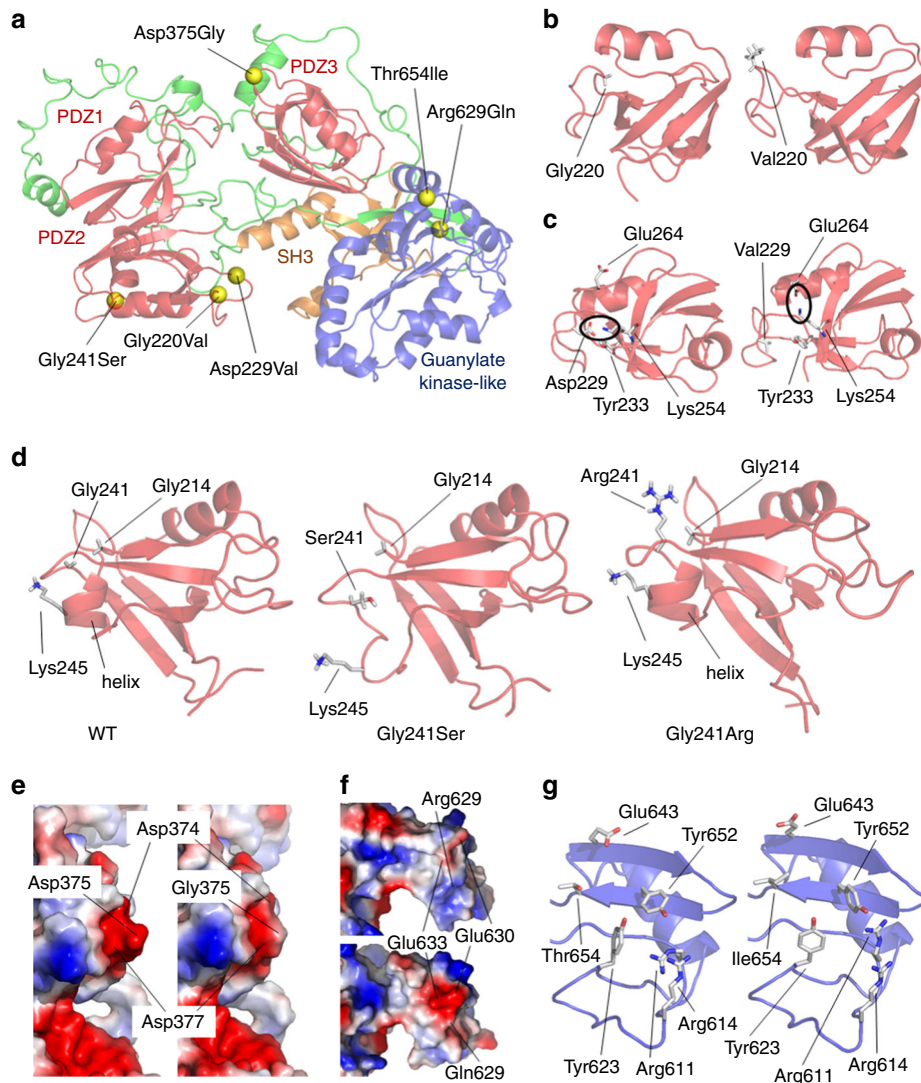 a
Asp375Gly
PDZ3
Thr654Ile
PDZ1
Arg629Gln
PDZ2
SH3
Gly241Ser
Gly220Val
Asp229Val
Guanylate
kinase-like
b
Gly220
Val220
c
Glu264
Glu264
Val229
Asp229
Tyr233
Lys254
Tyr233
Lys254
d
Gly241
Gly214
Lys245
helix
WT
Gly214
Ser241
Lys245
Gly241Ser
Arg241
Gly214
Lys245
helix
Gly241Arg
e
Asp374
Asp375
Gly375
Asp377
f
Arg629
Glu633
Glu630
Gln629
g
Glu643
Tyr652
Thr654
Tyr623
Arg611
Arg614
Glu643
Tyr652
Ile654
Tyr623
Arg611
Arg614